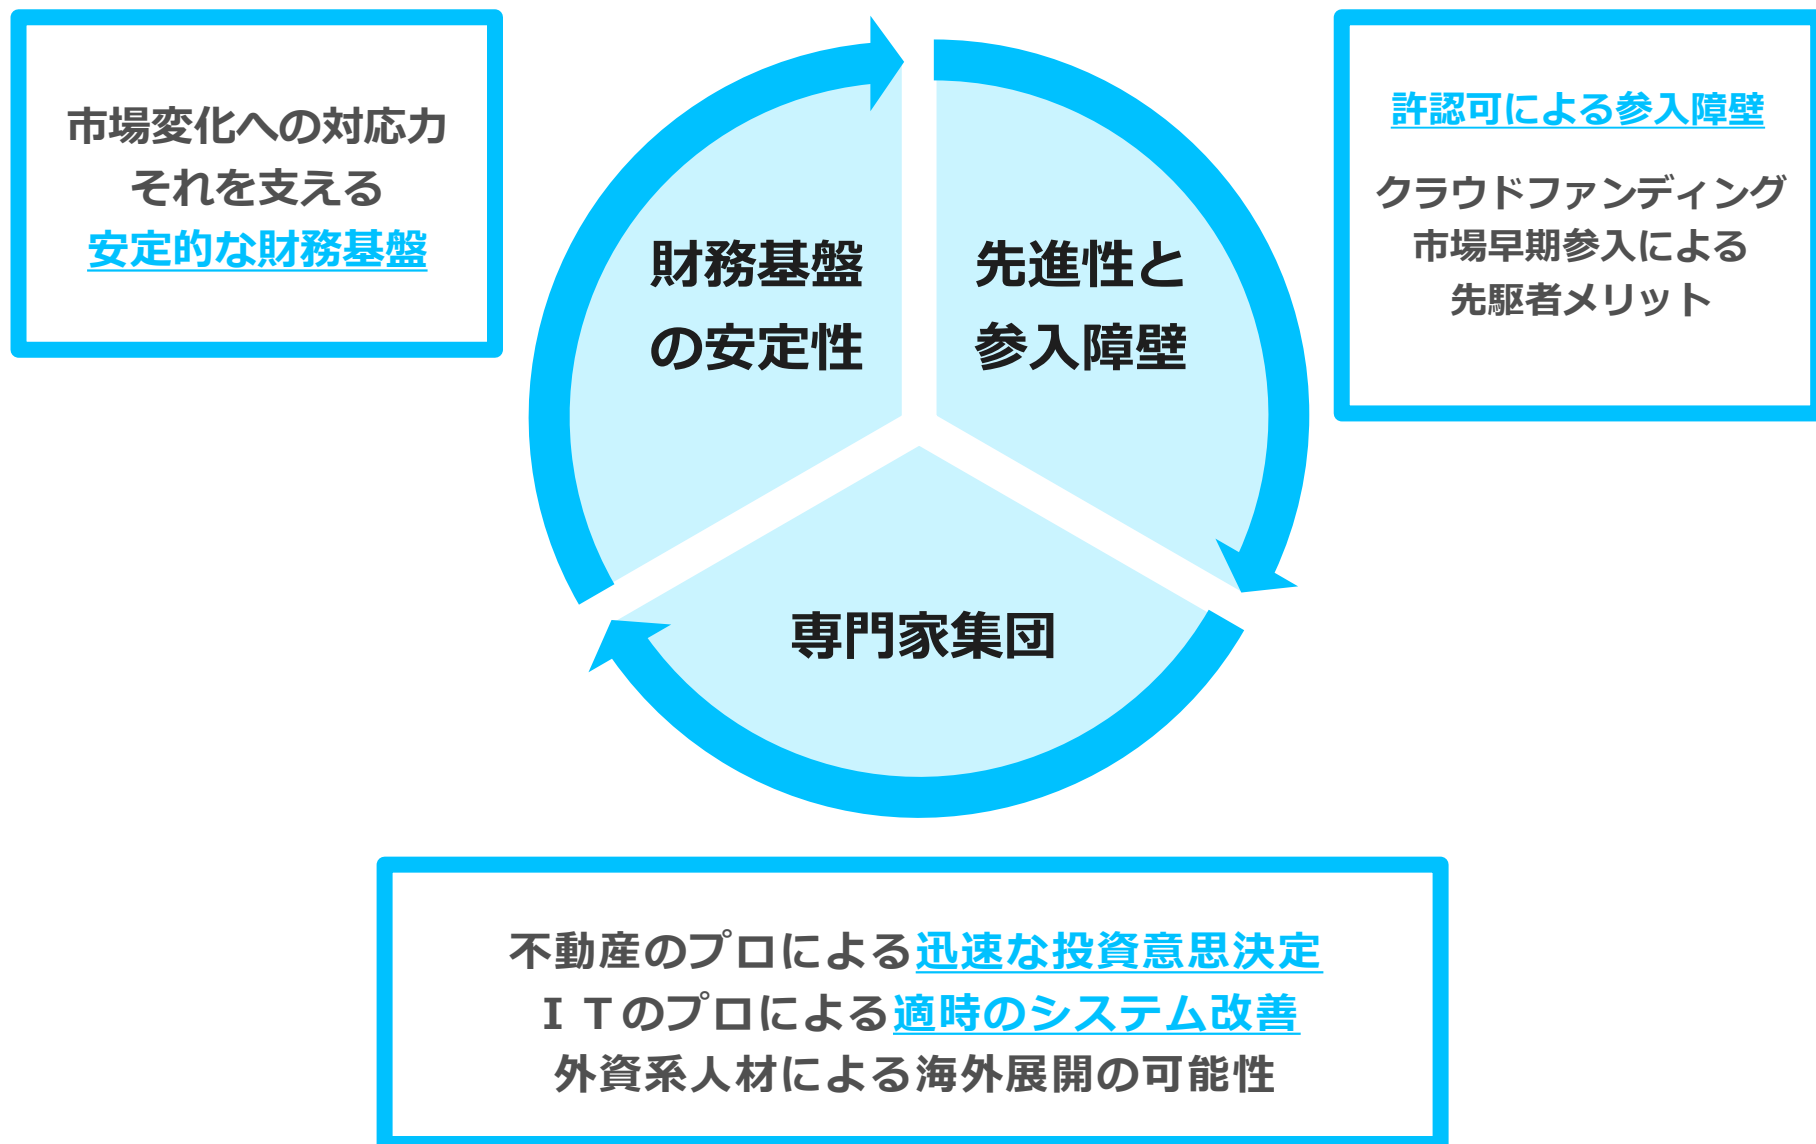 市場変化への対応力
それを支える
安定的な財務基盤
財務基盤
の安定性
先進性と
参入障壁
許認可による参入障壁
クラウドファンディング
市場早期参入による
先駆者メリット
専門家集団
不動産のプロによる迅速な投資意思決定
ＩＴのプロによる適時のシステム改善
外資系人材による海外展開の可能性